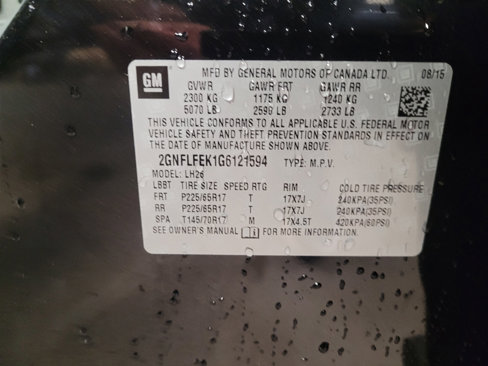 GM
MFD BY GENERAL MOTORS OF CANADA LTD. 08/15
GVWR GAWR FRT GAWR RR
2300 KG 1175 KG 1240 KG
5070 LB 2590 LB 2733 LB
THIS VEHICLE CONFORMS TO ALL APPLICABLE U.S. FEDERAL MOTOR
VEHICLE SAFETY AND THEFT PREVENTION STANDARDS IN EFFECT ON
THE DATE OF MANUFACTURE SHOWN ABOVE.
2GNFLFEK1G6121594 TYPE: M.P.V.
MODEL: LH26
LBBT TIRE SIZE SPEED RTG RIM COLD TIRE PRESSURE
FRT P225/65R17 T 17X7J 240KPA(35PSI)
RR P225/65R17 T 17X7J 240KPA(35PSI)
SPA T145/70R17 M 17X4.5T 420KPA(60PSI)
SEE OWNER'S MANUAL FOR MORE INFORMATION